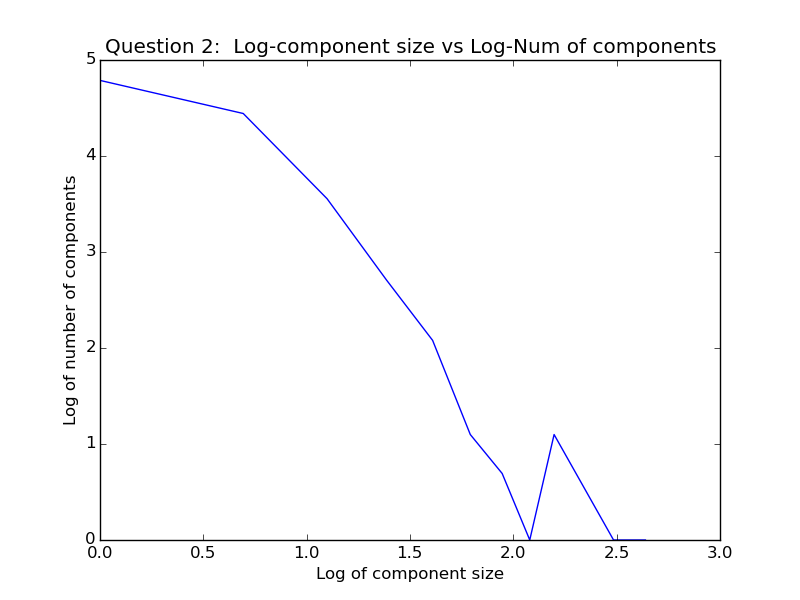 Question 2:  Log-component size vs Log-Num of components
5
4
3
2
1
0
0.0 0.5 1.0 1.5 2.0 2.5 3.0
Log of number of components
Log of component size